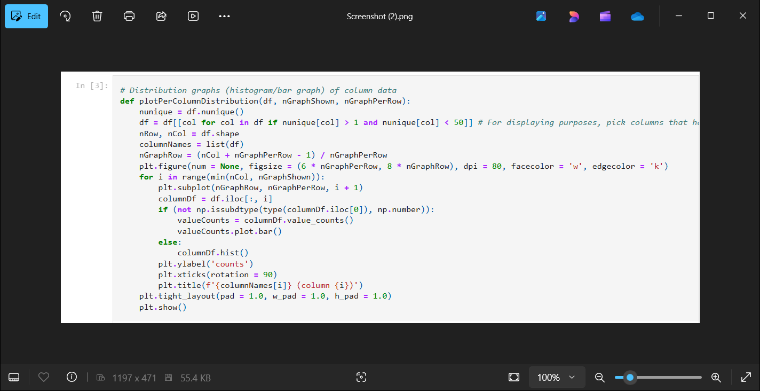 Edit
Screenshot (2).png
In [3]:
# Distribution graphs (histogram/bar graph) of column data
def plotPerColumnDistribution(df, nGraphShown, nGraphPerRow):
    nunique = df.nunique()
    df = df[[col for col in df if nunique[col] > 1 and nunique[col] < 50]] # For displaying purposes, pick columns that
    nRow, nCol = df.shape
    columnNames = list(df)
    nGraphRow = (nCol + nGraphPerRow - 1) / nGraphPerRow
    plt.figure(num = None, figsize = (6 * nGraphPerRow, 8 * nGraphRow), dpi = 80, facecolor = 'w', edgecolor = 'k')
    for i in range(min(nCol, nGraphShown)):
        plt.subplot(nGraphRow, nGraphPerRow, i + 1)
        columnDf = df.iloc[:, i]
        if (not np.issubdtype(type(columnDf.iloc[0]), np.number)):
            valueCounts = columnDf.value_counts()
            valueCounts.plot.bar()
        else:
            columnDf.hist()
        plt.ylabel('counts')
        plt.xticks(rotation = 90)
        plt.title(f'{columnNames[i]} (column {i})')
    plt.tight_layout(pad = 1.0, w_pad = 1.0, h_pad = 1.0)
    plt.show()
1197 x 471 55.4 KB 100%